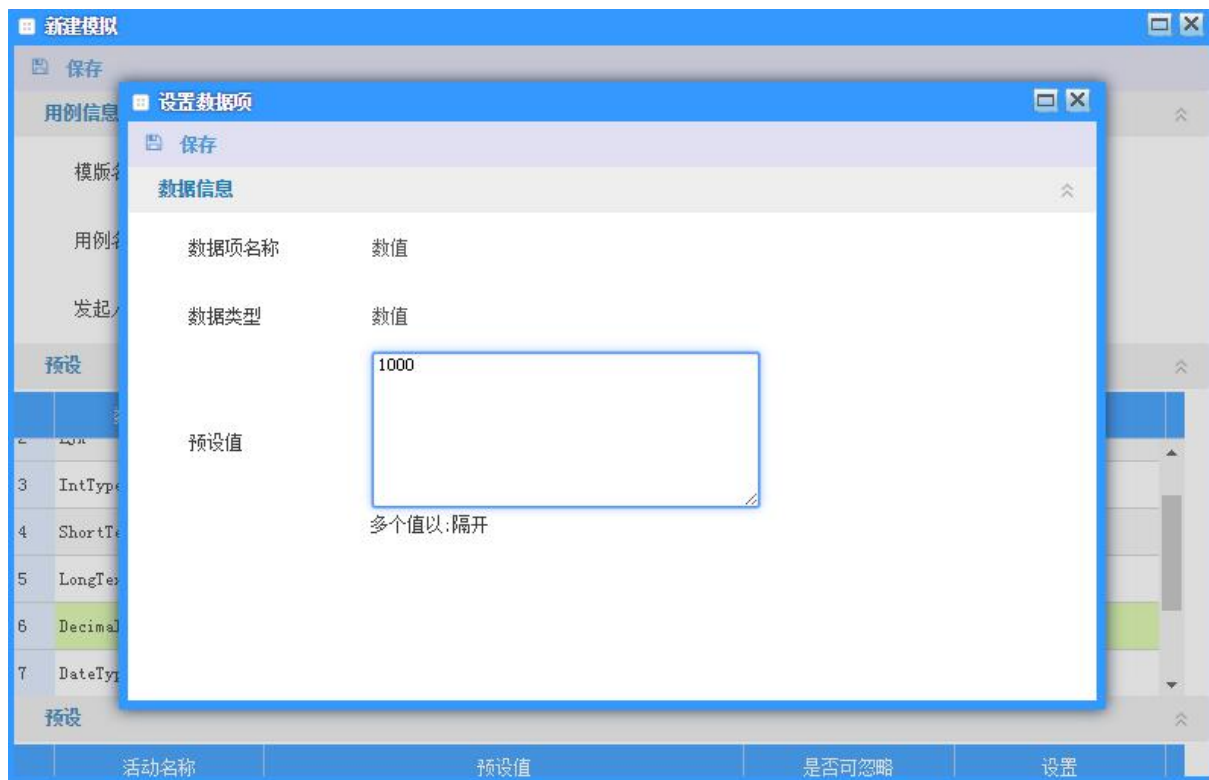 新建模拟
保存
用例信息
设置数据项
保存
模版名
数据信息
用例名
数据项名称 数值
发起人
数据类型 数值
预设
1000
预设值
多个值以;隔开
3 IntType
4 ShortTe
5 LongTex
6 Decimal
7 DateTyp
预设
活动名称 预设值 是否可忽略 设置